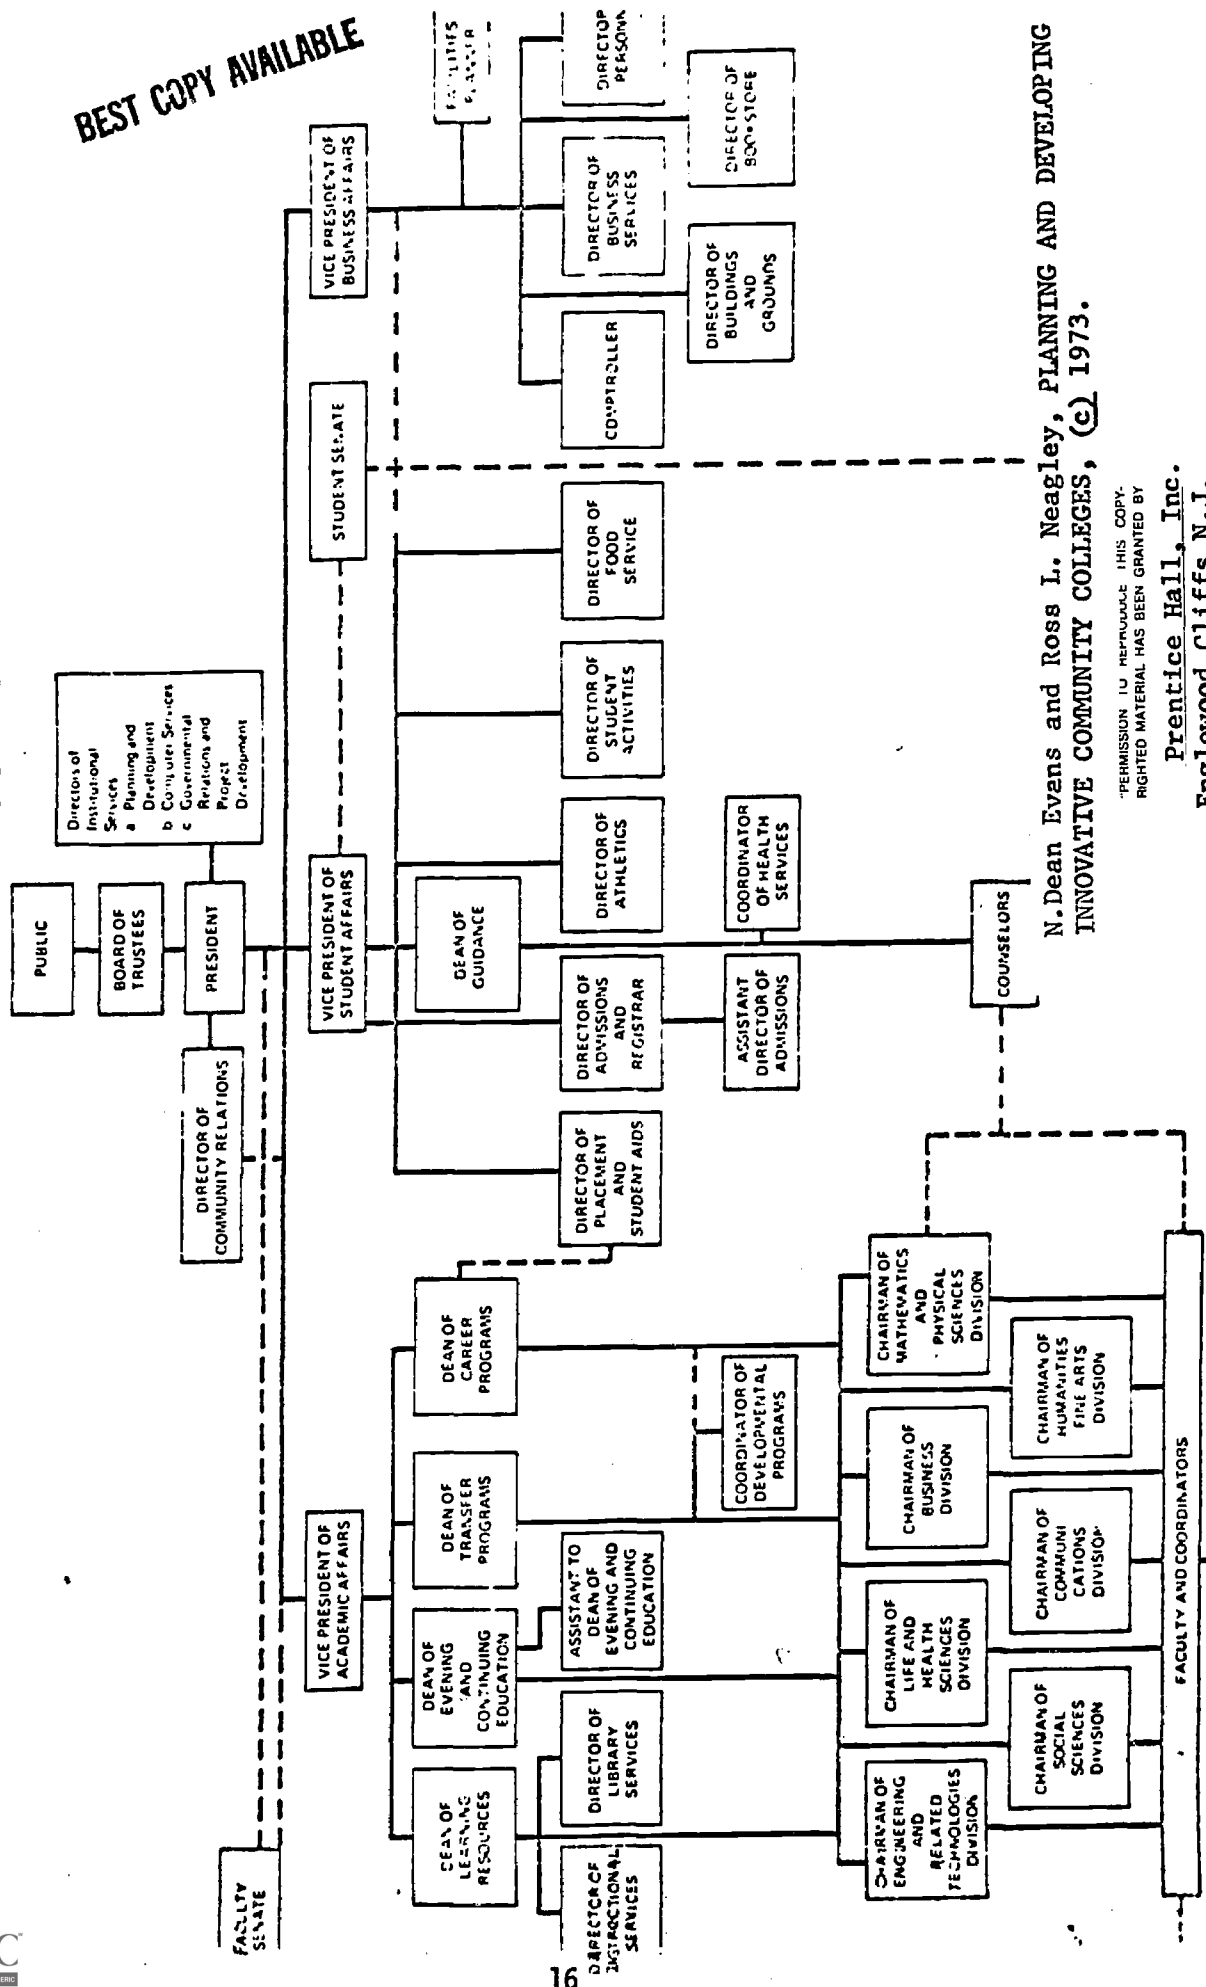 BEST COPY AVAILABLE
PUBLIC
BOARD OF
TRUSTEES
PRESIDENT
Directors of
Institutional
Services
a Planning and
Development
b Computer Services
c Governmental
Relations and
Project
Development
DIRECTOR OF
COMMUNITY RELATIONS
FACULTY
SENATE
VICE PRESIDENT OF
ACADEMIC AFFAIRS
VICE PRESIDENT OF
STUDENT AFFAIRS
STUDENT SENATE
VICE PRESIDENT OF
BUSINESS AFFAIRS
FACILITIES
PLANNER
DEAN OF
LEARNING
RESOURCES
DEAN OF
EVENING
AND
CONTINUING
EDUCATION
DEAN OF
TRANSFER
PROGRAMS
DEAN OF
CAREER
PROGRAMS
DEAN OF
GUIDANCE
DIRECTOR OF
INSTRUCTIONAL
SERVICES
DIRECTOR OF
LIBRARY
SERVICES
ASSISTANT TO
DEAN OF
EVENING AND
CONTINUING
EDUCATION
DIRECTOR OF
PLACEMENT
AND
STUDENT AIDS
DIRECTOR OF
ADMISSIONS
AND
REGISTRAR
DIRECTOR OF
ATHLETICS
DIRECTOR OF
STUDENT
ACTIVITIES
DIRECTOR OF
FOOD
SERVICE
COMPTROLLER
DIRECTOR OF
BUSINESS
SERVICES
DIRECTOR
PERSONN
DIRECTOR OF
BUILDINGS
AND
GROUNDS
DIRECTOR OF
BOOKSTORE
COORDINATOR OF
DEVELOPMENTAL
PROGRAMS
ASSISTANT
DIRECTOR OF
ADMISSIONS
COORDINATOR
OF HEALTH
SERVICES
CHAIRMAN OF
ENGINEERING
AND
RELATED
TECHNOLOGIES
DIVISION
CHAIRMAN OF
LIFE AND
HEALTH
SCIENCES
DIVISION
CHAIRMAN OF
BUSINESS
DIVISION
CHAIRMAN OF
MATHEMATICS
AND
PHYSICAL
SCIENCES
DIVISION
COUNSELORS
CHAIRMAN OF
SOCIAL
SCIENCES
DIVISION
CHAIRMAN OF
COMMUNI
CATIONS
DIVISION
CHAIRMAN OF
HUMANITIES
FINE ARTS
DIVISION
FACULTY AND COORDINATORS
N.Dean Evans and Ross L. Neagley, PLANNING AND DEVELOPING
INNOVATIVE COMMUNITY COLLEGES, (c) 1973.
"PERMISSION TO REPRODUCE THIS COPY-
RIGHTED MATERIAL HAS BEEN GRANTED BY
Prentice Hall, Inc.
Englewood Cliffs N.J.
16
ERIC